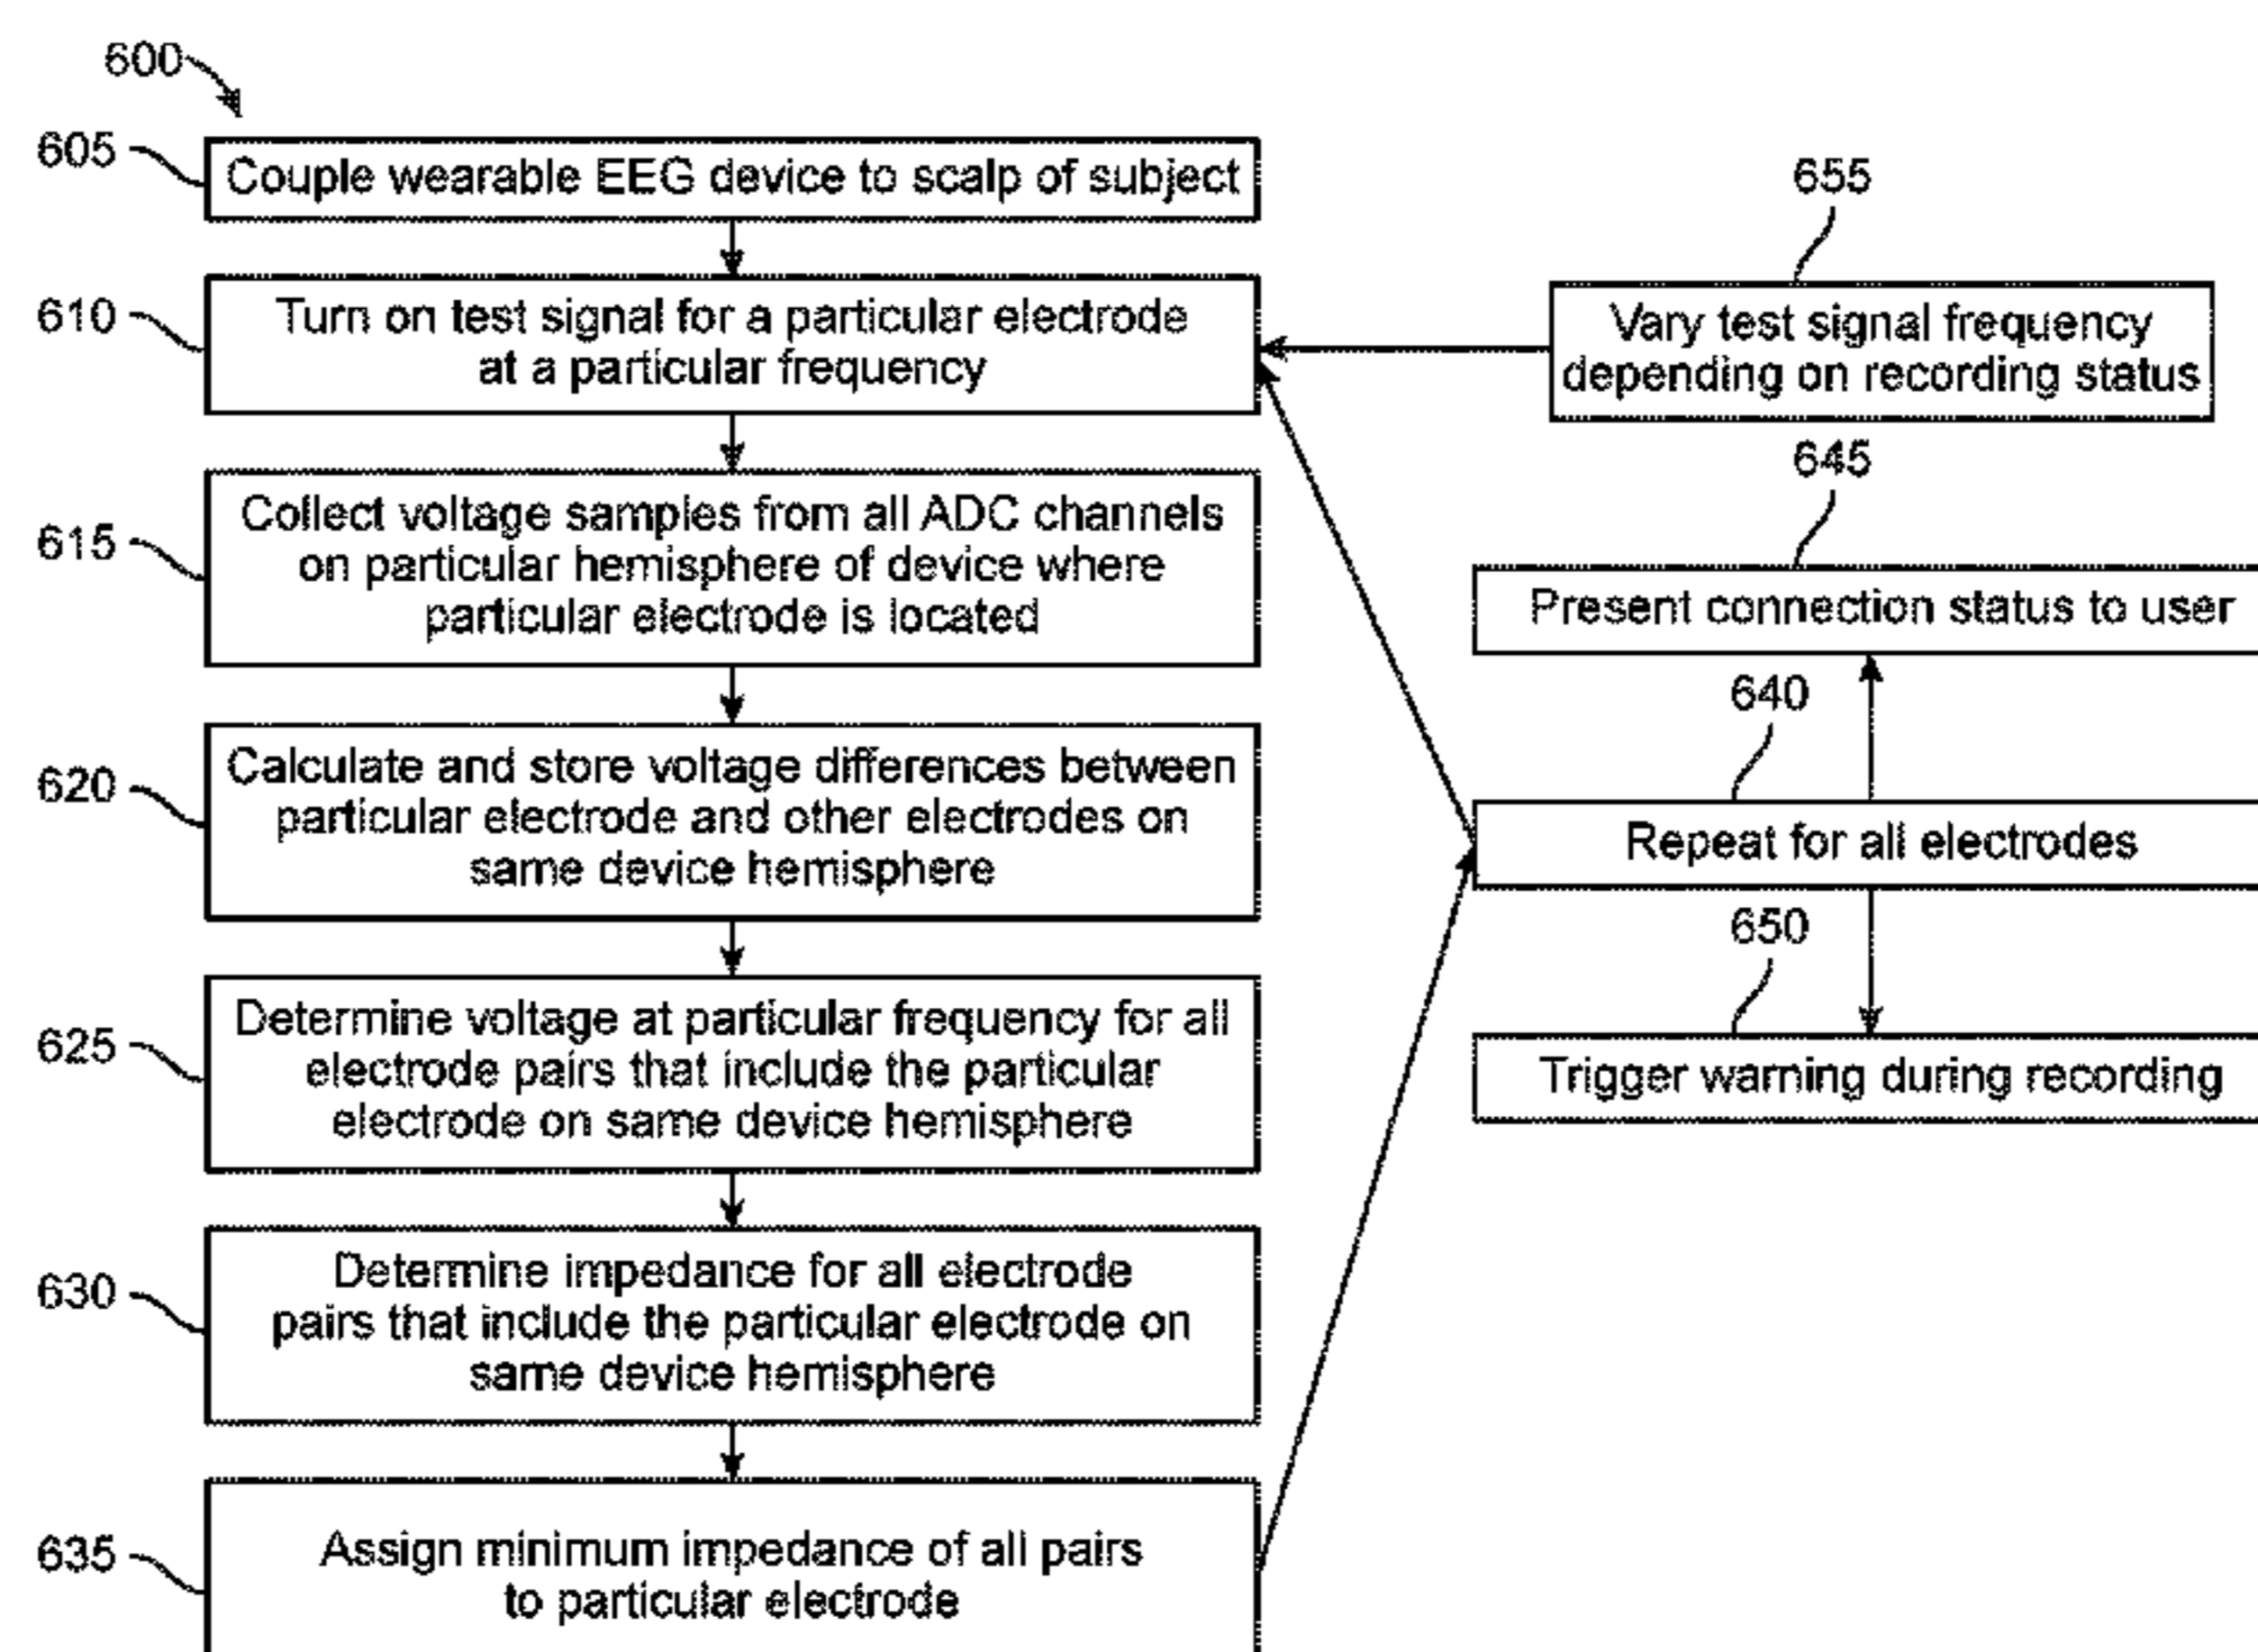 600
605
Couple wearable EEG device to scalp of subject
610
Turn on test signal for a particular electrode
at a particular frequency
615
Collect voltage samples from all ADC channels
on particular hemisphere of device where
particular electrode is located
620
Calculate and store voltage differences between
particular electrode and other electrodes on
same device hemisphere
625
Determine voltage at particular frequency for all
electrode pairs that include the particular
electrode on same device hemisphere
630
Determine impedance for all electrode
pairs that include the particular electrode on
same device hemisphere
635
Assign minimum impedance of all pairs
to particular electrode
655
Vary test signal frequency
depending on recording status
645
Present connection status to user
640
Repeat for all electrodes
650
Trigger warning during recording